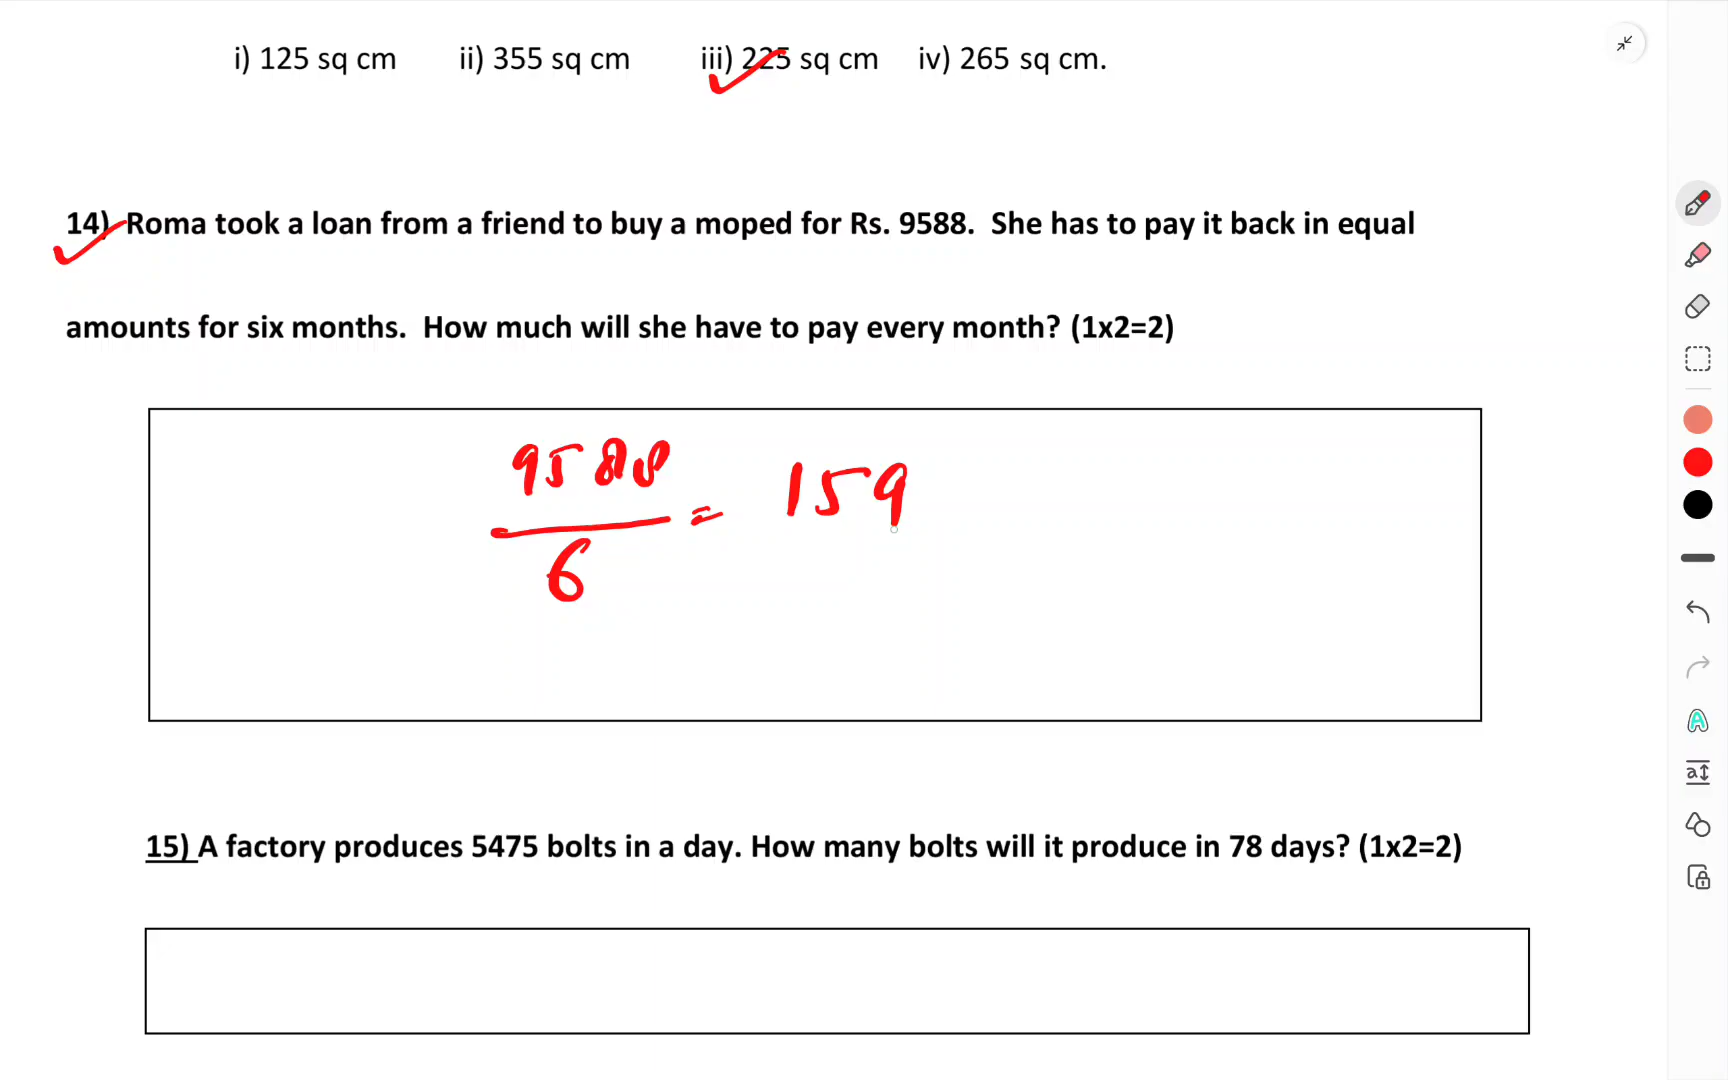 i) 125 sq cm ii) 355 sq cm iii) 225 sq cm iv) 265 sq cm.
14) Roma took a loan from a friend to buy a moped for Rs. 9588. She has to pay it back in equal
amounts for six months. How much will she have to pay every month? (1x2=2)
9588
= 159
6
15) A factory produces 5475 bolts in a day. How many bolts will it produce in 78 days? (1x2=2)